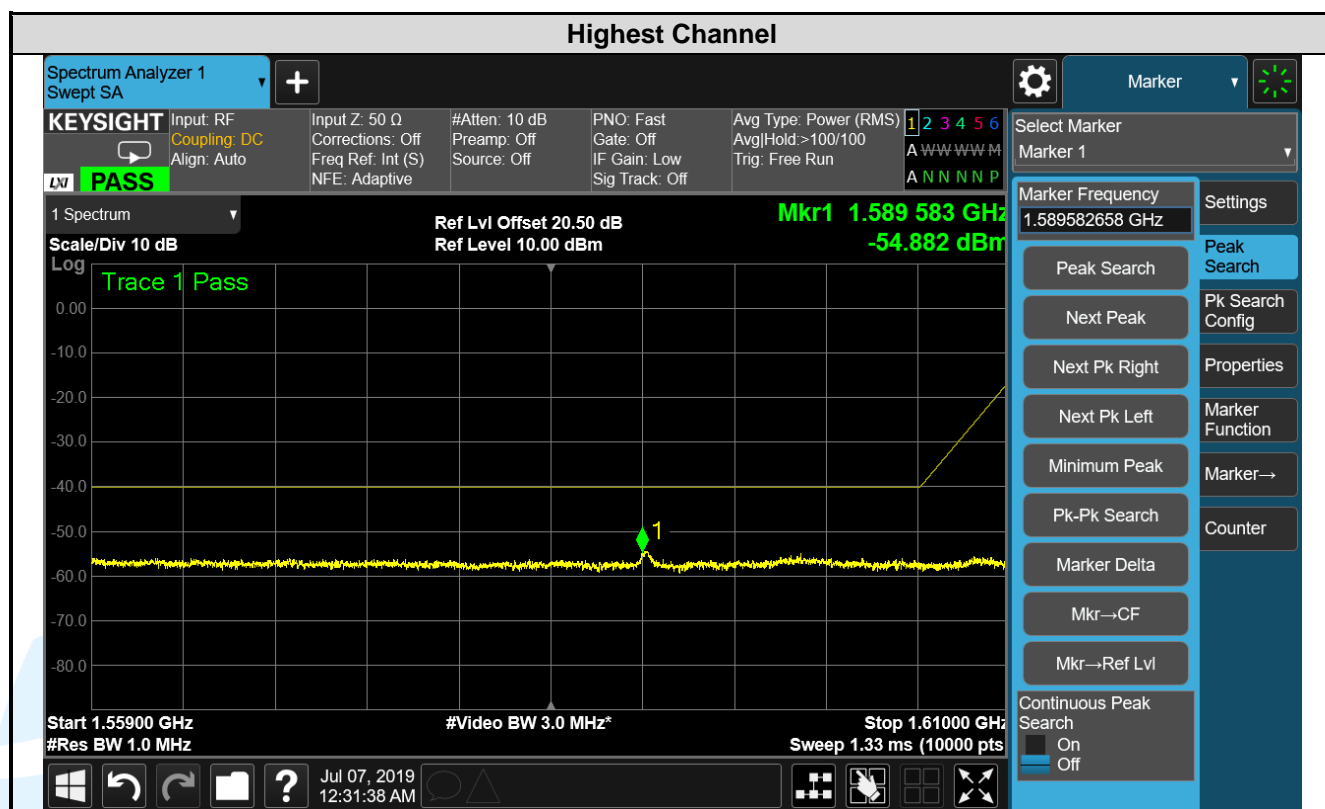 Highest Channel
Spectrum Analyzer 1
Swept SA
Marker
KEYSIGHT
LXI
PASS
Input: RF
Coupling: DC
Align: Auto
Input Z: 50 Ω
Corrections: Off
Freq Ref: Int (S)
NFE: Adaptive
#Atten: 10 dB
Preamp: Off
Source: Off
PNO: Fast
Gate: Off
IF Gain: Low
Sig Track: Off
Avg Type: Power (RMS)
Avg|Hold:>100/100
Trig: Free Run
1 2 3 4 5 6
A W W W W M
A N N N N P
Select Marker
Marker 1
1 Spectrum
Scale/Div 10 dB
Ref Lvl Offset 20.50 dB
Ref Level 10.00 dBm
Mkr1 1.589 583 GHz
-54.882 dBm
Log
Trace 1 Pass
0.00
-10.0
-20.0
-30.0
-40.0
-50.0
-60.0
-70.0
-80.0
1
Start 1.55900 GHz
#Res BW 1.0 MHz
#Video BW 3.0 MHz*
Stop 1.61000 GHz
Sweep 1.33 ms (10000 pts
Marker Frequency
1.589582658 GHz
Peak Search
Next Peak
Next Pk Right
Next Pk Left
Minimum Peak
Pk-Pk Search
Marker Delta
Mkr→CF
Mkr→Ref Lvl
Continuous Peak
Search
On
Off
Settings
Peak
Search
Pk Search
Config
Properties
Marker
Function
Marker→
Counter
?
Jul 07, 2019
12:31:38 AM